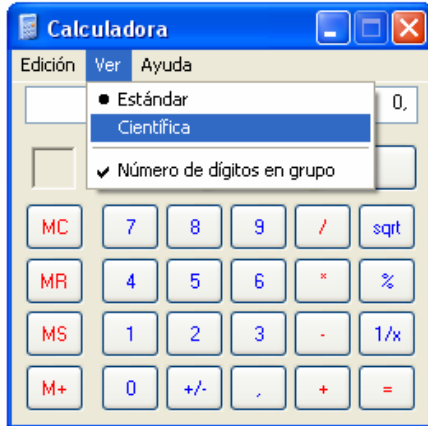 Calculadora
Edición Ver Ayuda
Estándar
0,
Científica
Número de dígitos en grupo
MC 7 8 9 / sqrt
MR 4 5 6 * %
MS 1 2 3 - 1/x
M+ 0 +/- , + =